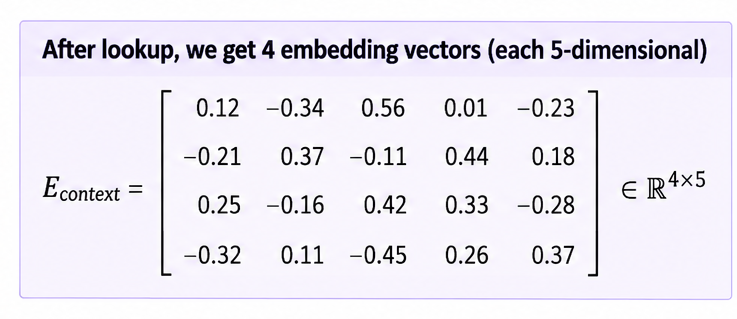 After lookup, we get 4 embedding vectors (each 5-dimensional)
0.12 −0.34 0.56 0.01 −0.23
−0.21 0.37 −0.11 0.44 0.18
E_context = ∈ ℝ^{4×5}
0.25 −0.16 0.42 0.33 −0.28
−0.32 0.11 −0.45 0.26 0.37